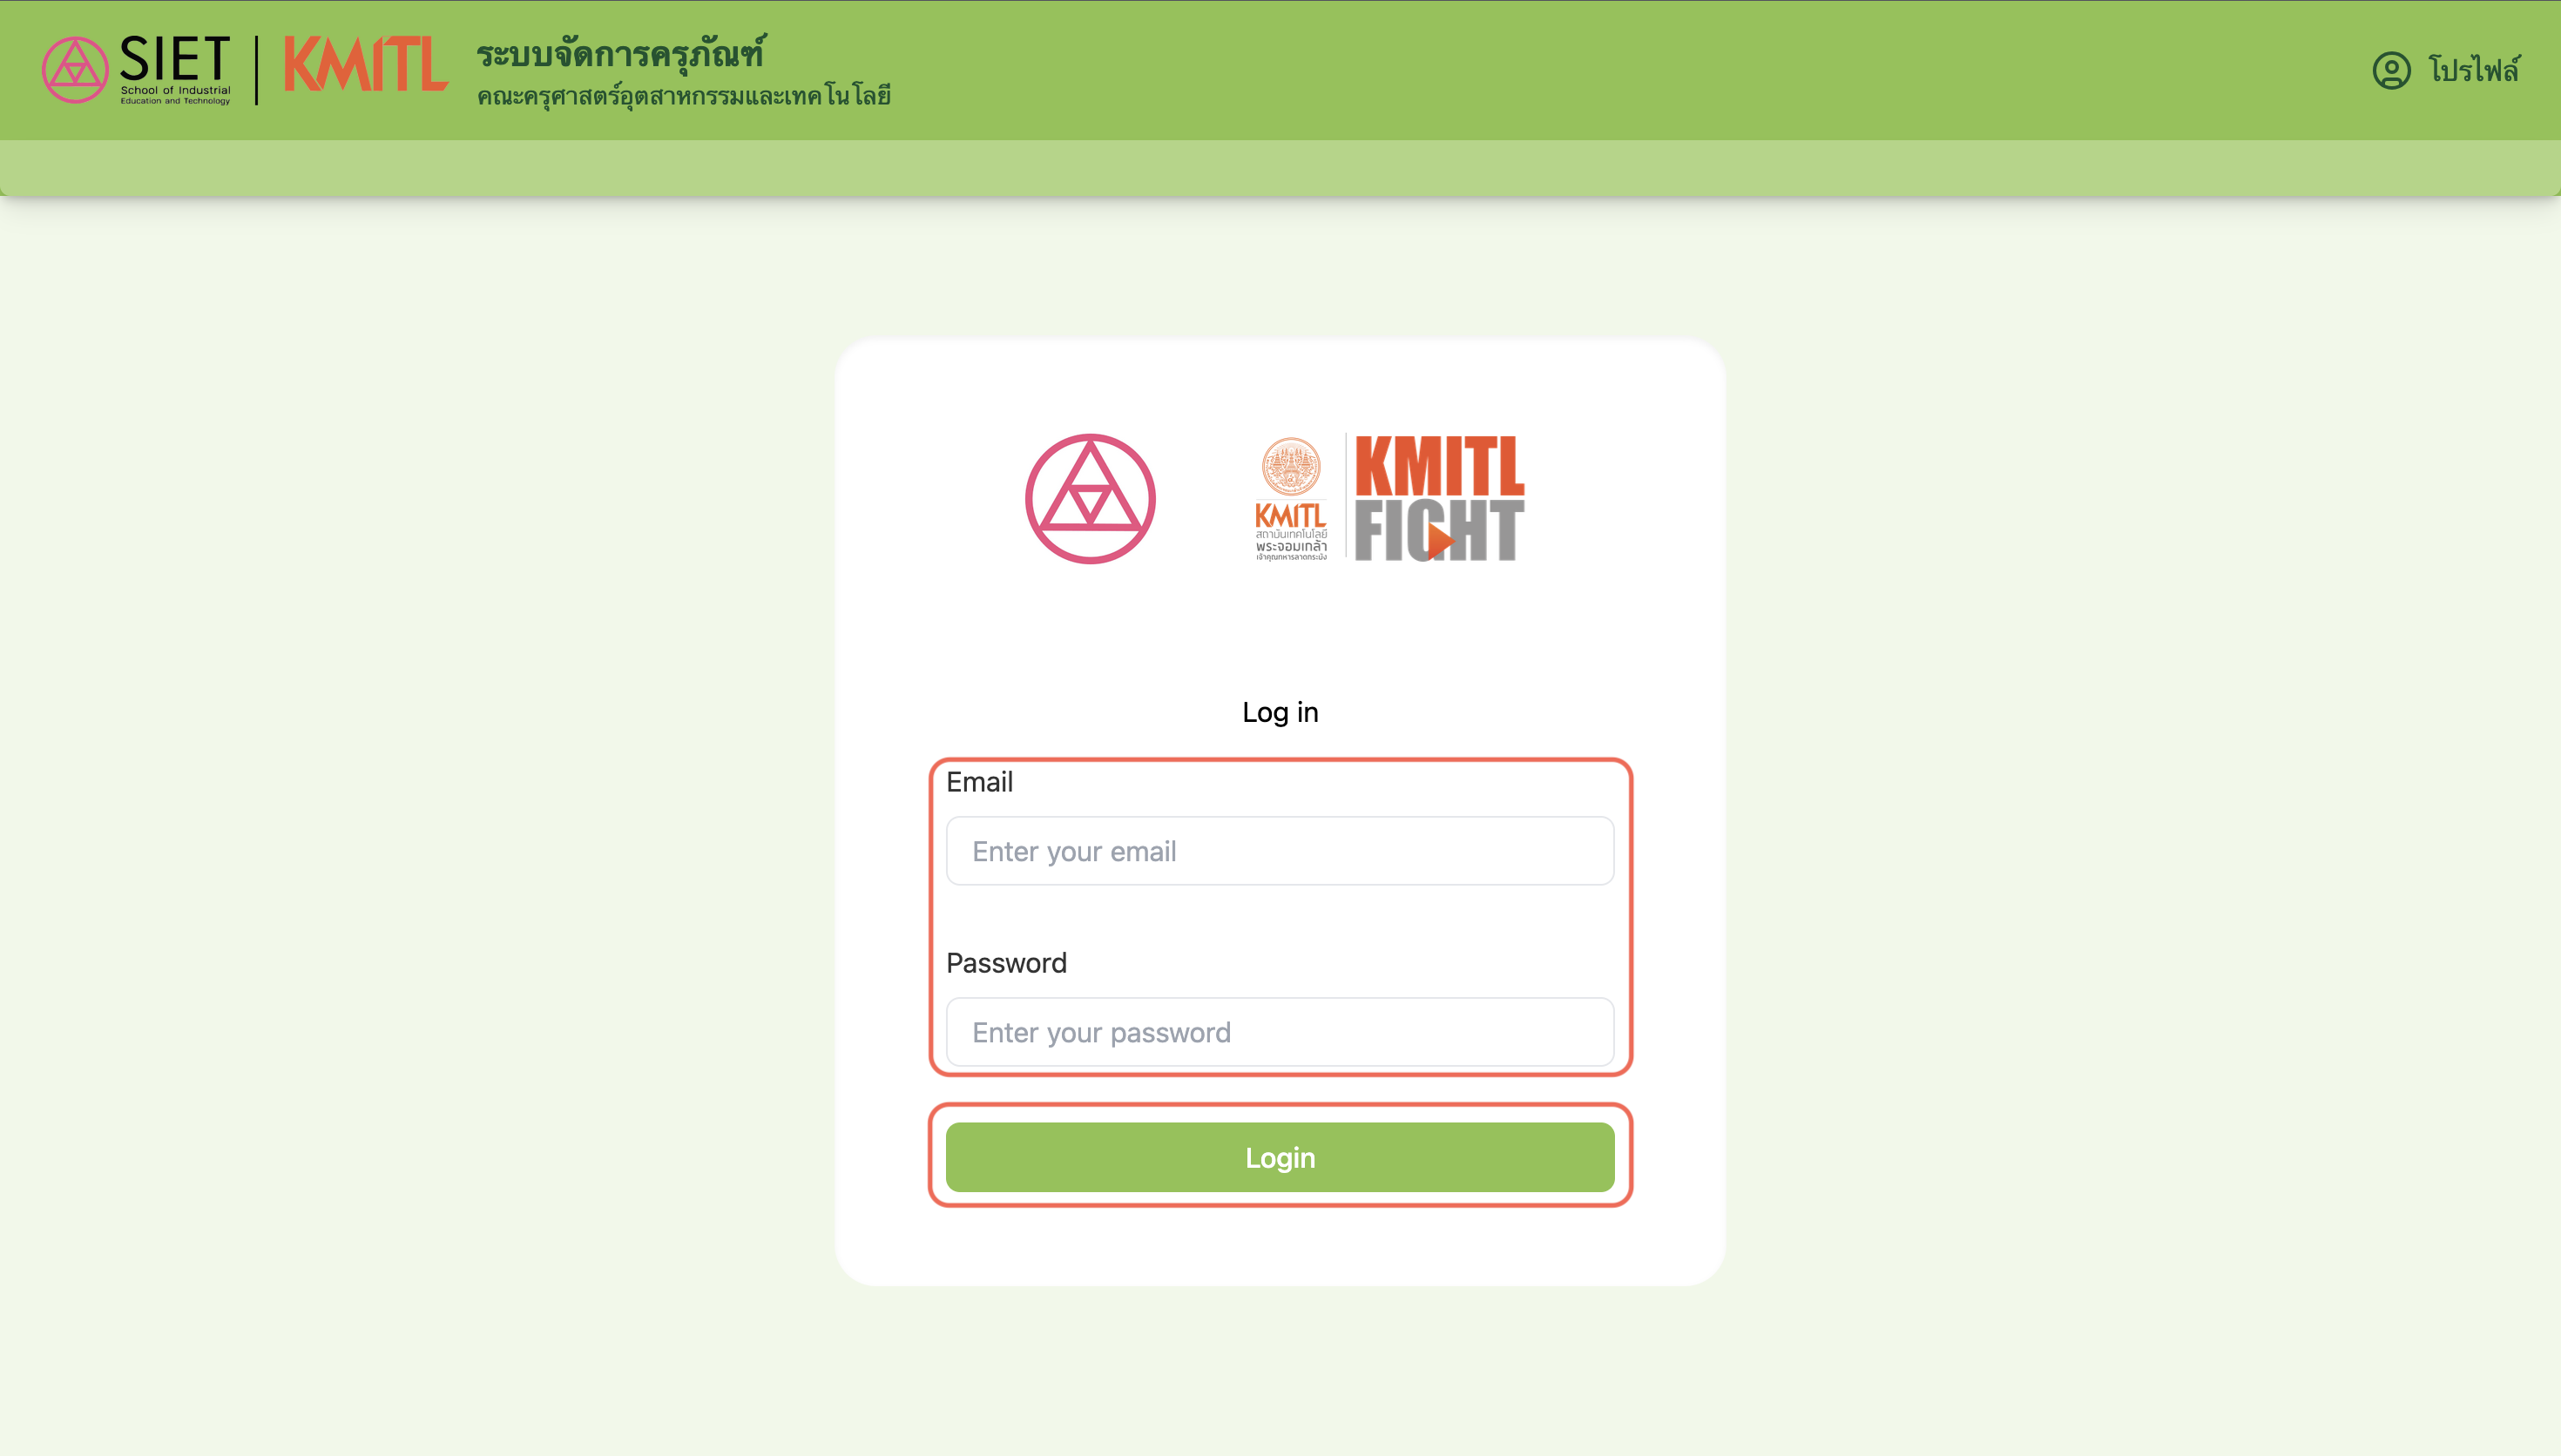 SIET
School of Industrial
Education and Technology
KMITL
ระบบจัดการครุภัณฑ์
คณะครุศาสตร์อุตสาหกรรมและเทคโนโลยี
โปรไฟล์
KMITL
สถาบันเทคโนโลยี
พระจอมเกล้า
เจ้าคุณทหารลาดกระบัง
KMITL
FIGHT
Log in
Email
Enter your email
Password
Enter your password
Login